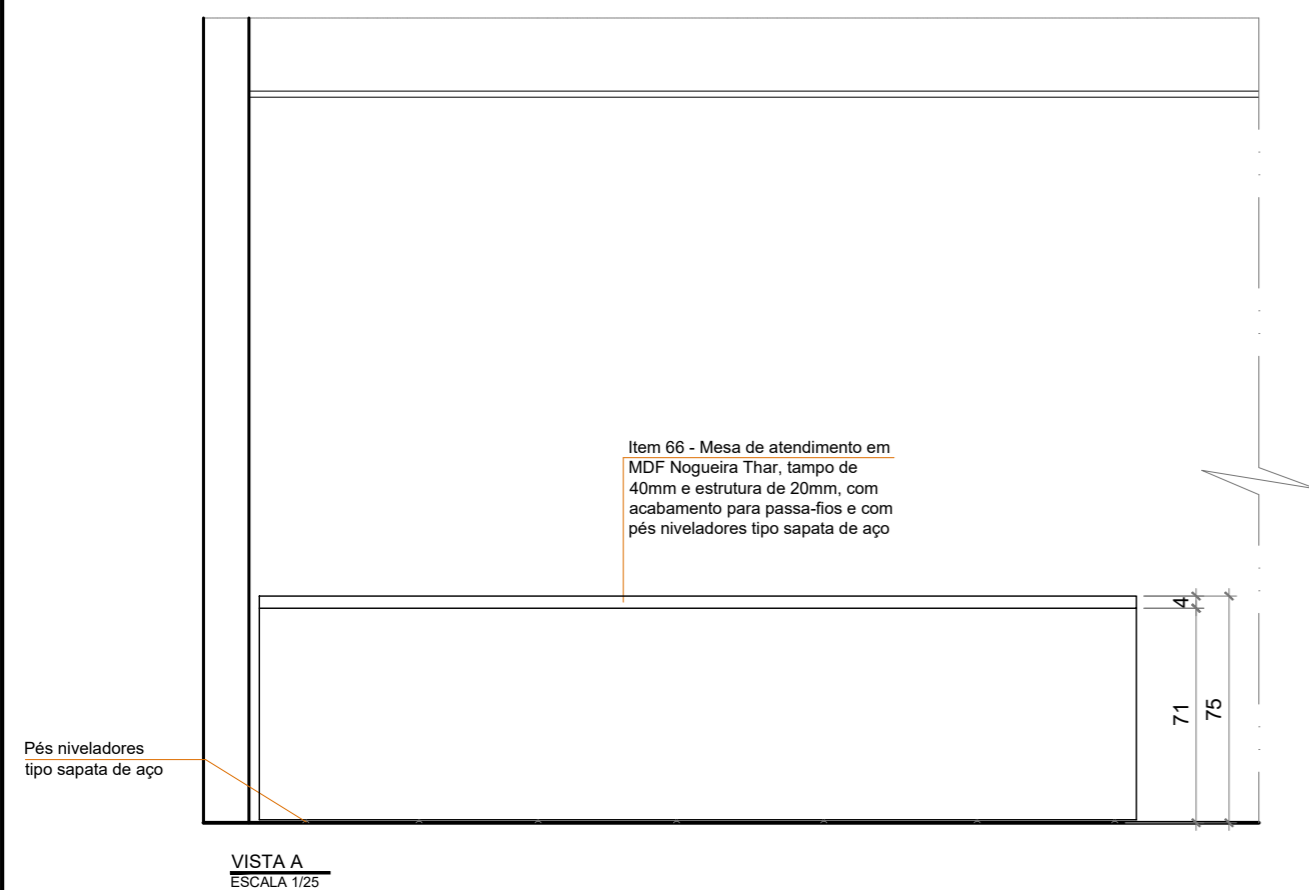 Item 66 - Mesa de atendimento em
MDF Nogueira Thar, tampo de
40mm e estrutura de 20mm, com
acabamento para passa-fios e com
pés niveladores tipo sapata de aço
4
71
75
Pés niveladores
tipo sapata de aço
VISTA A
ESCALA 1/25